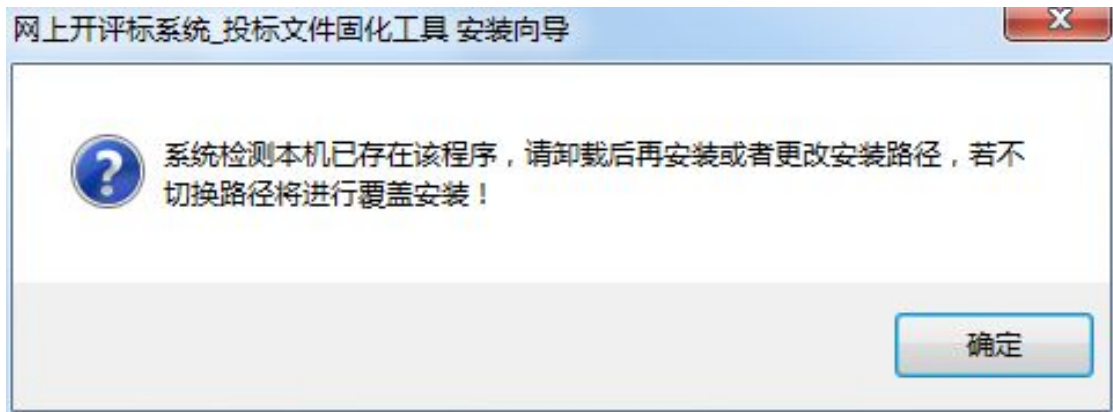 网上开评标系统_投标文件固化工具 安装向导
系统检测本机已存在该程序，请卸载后再安装或者更改安装路径，若不
切换路径将进行覆盖安装！
确定